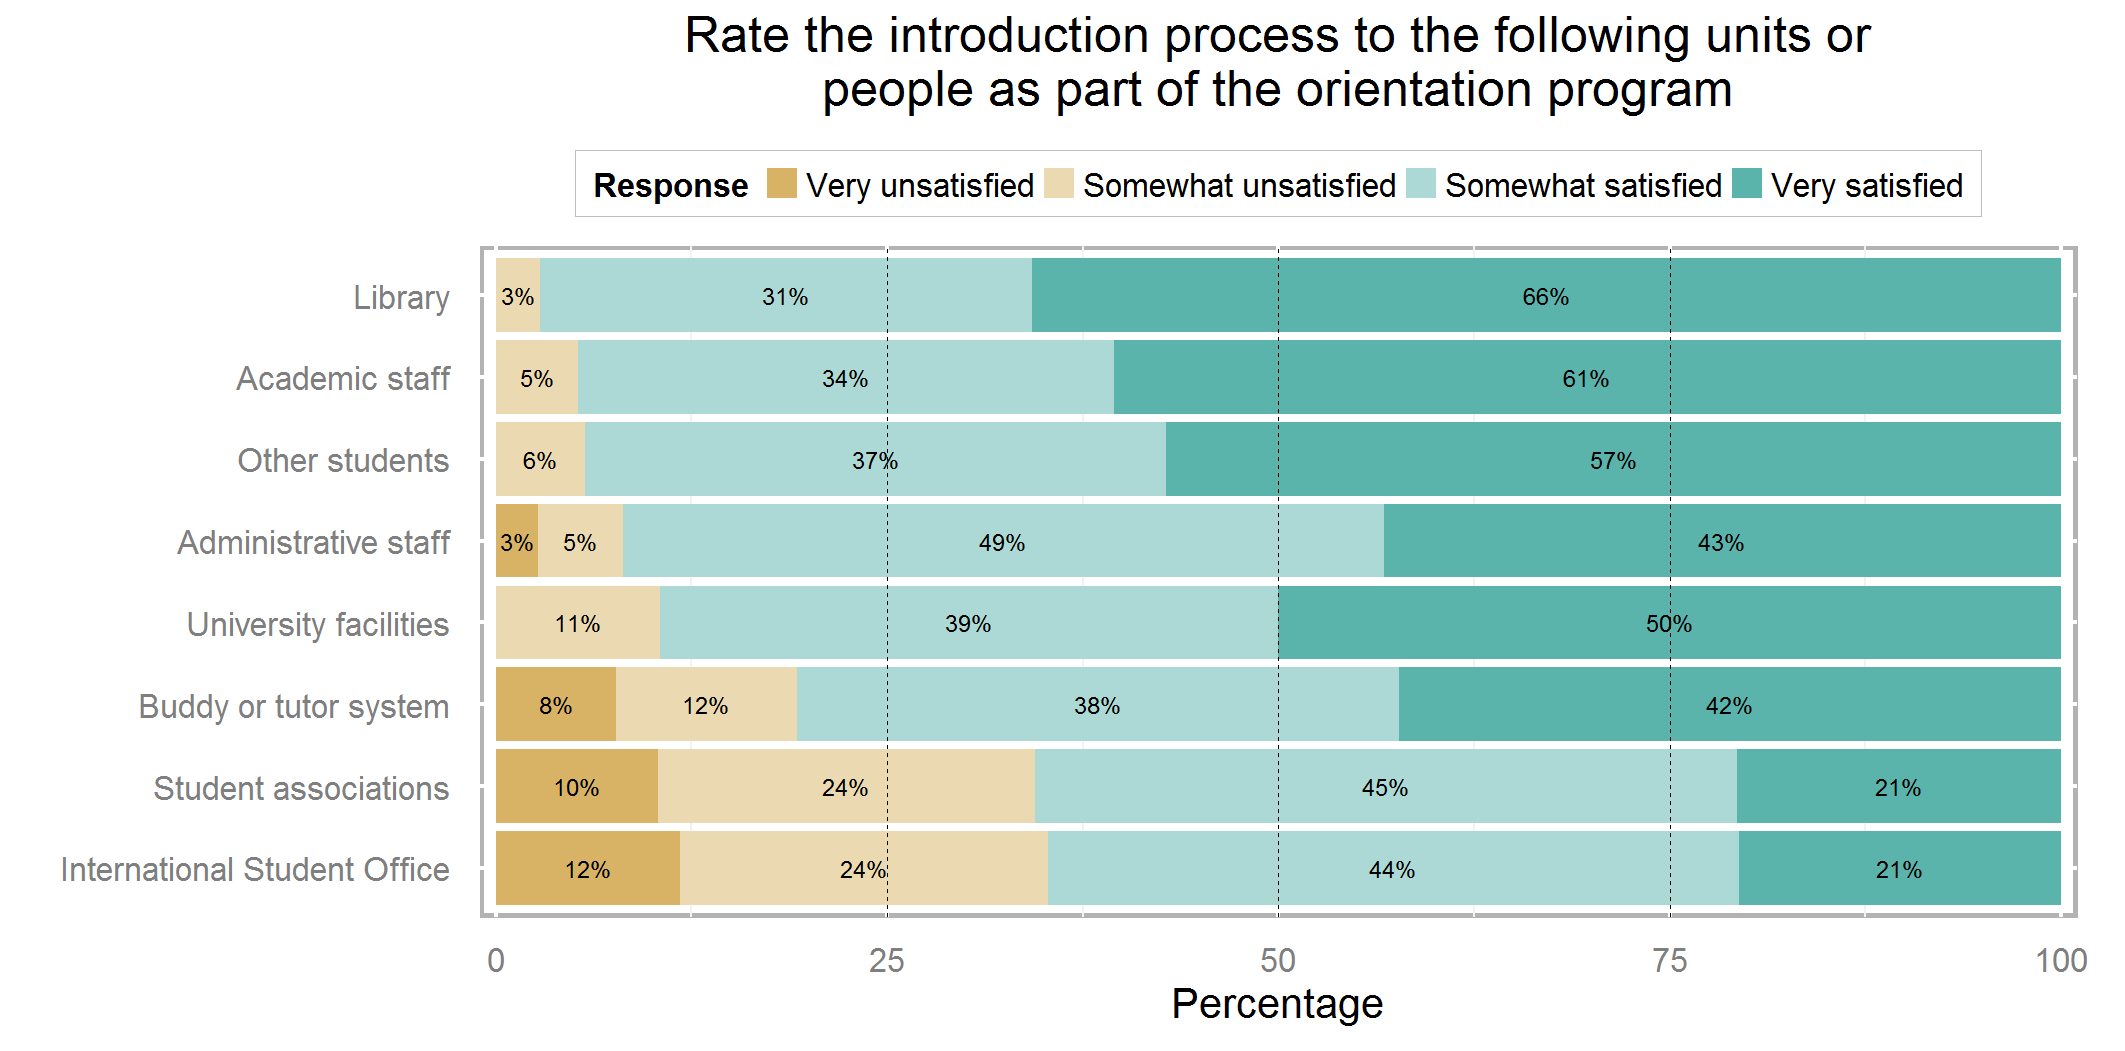 Rate the introduction process to the following units or
people as part of the orientation program
Response Very unsatisfied Somewhat unsatisfied Somewhat satisfied Very satisfied
Library 3% 31% 66%
Academic staff 5% 34% 61%
Other students 6% 37% 57%
Administrative staff 3% 5% 49% 43%
University facilities 11% 39% 50%
Buddy or tutor system 8% 12% 38% 42%
Student associations 10% 24% 45% 21%
International Student Office 12% 24% 44% 21%
0 25 50 75 100
Percentage